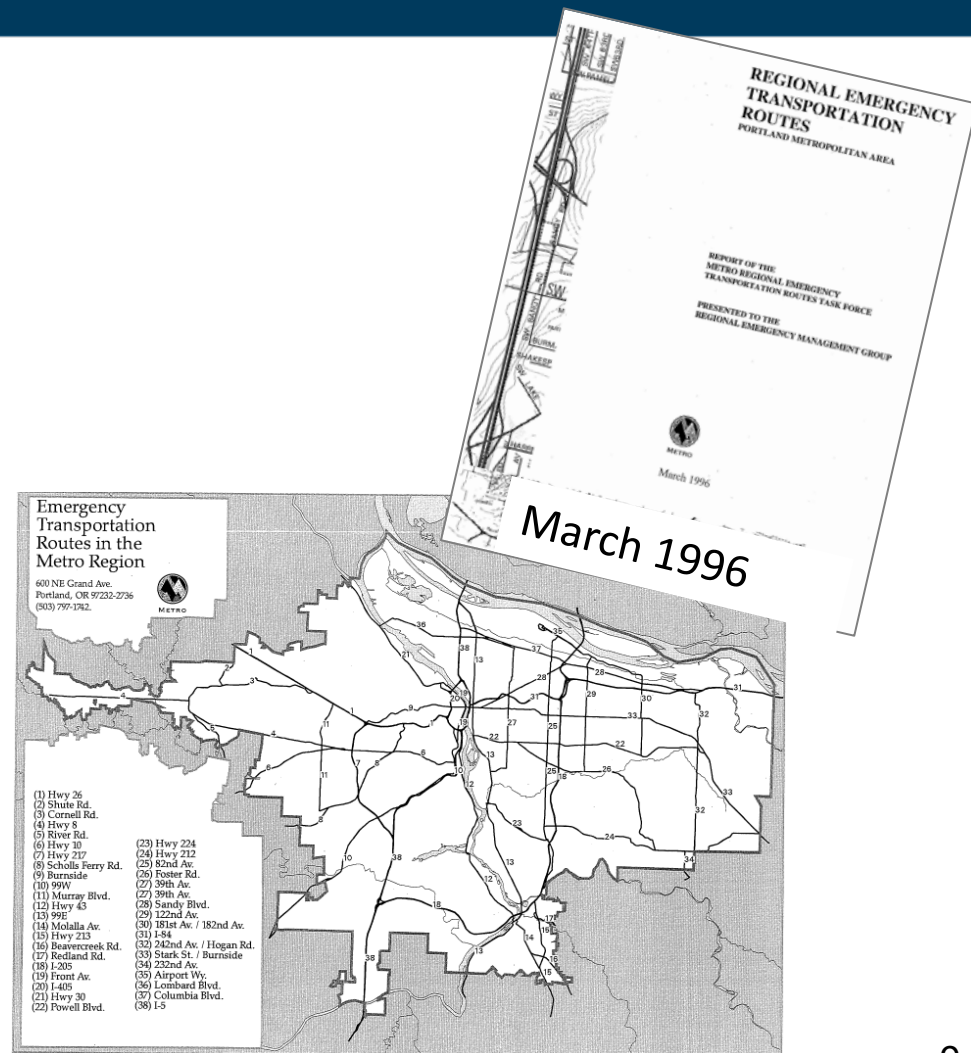 REGIONAL EMERGENCY
TRANSPORTATION
ROUTES
PORTLAND METROPOLITAN AREA
REPORT OF THE
METRO REGIONAL EMERGENCY
TRANSPORTATION ROUTES TASK FORCE
PRESENTED TO THE
REGIONAL EMERGENCY MANAGEMENT GROUP
METRO
March 1996
March 1996
Emergency
Transportation
Routes in the
Metro Region
600 NE Grand Ave.
Portland, OR 97232-2736
(503) 797-1742.
METRO
(1) Hwy 26
(2) Shute Rd.
(3) Cornell Rd.
(4) Hwy 8
(5) River Rd.
(6) Hwy 10
(7) Hwy 217
(8) Scholls Ferry Rd.
(9) Burnside
(10) 99W
(11) Murray Blvd.
(12) Hwy 43
(13) 99E
(14) Molalla Av.
(15) Hwy 213
(16) Beavercreek Rd.
(17) Redland Rd.
(18) I-205
(19) Front Av.
(20) I-405
(21) Hwy 30
(22) Powell Blvd.
(23) Hwy 224
(24) Hwy 212
(25) 82nd Av.
(26) Foster Rd.
(27) 39th Av.
(27) 39th Av.
(28) Sandy Blvd.
(29) 122nd Av.
(30) 181st Av. / 182nd Av.
(31) I-84
(32) 242nd Av. / Hogan Rd.
(33) Stark St. / Burnside
(34) 232nd Av.
(35) Airport Wy.
(36) Lombard Blvd.
(37) Columbia Blvd.
(38) I-5